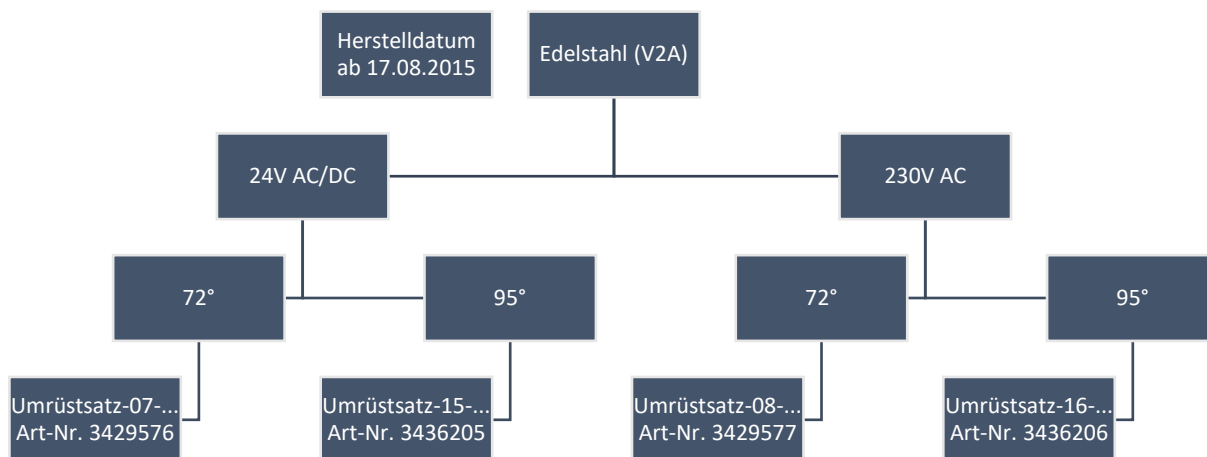 Herstelldatum
ab 17.08.2015
Edelstahl (V2A)
24V AC/DC
230V AC
72°
95°
72°
95°
Umrüstsatz-07-...
Art-Nr. 3429576
Umrüstsatz-15-...
Art-Nr. 3436205
Umrüstsatz-08-...
Art-Nr. 3429577
Umrüstsatz-16-...
Art-Nr. 3436206